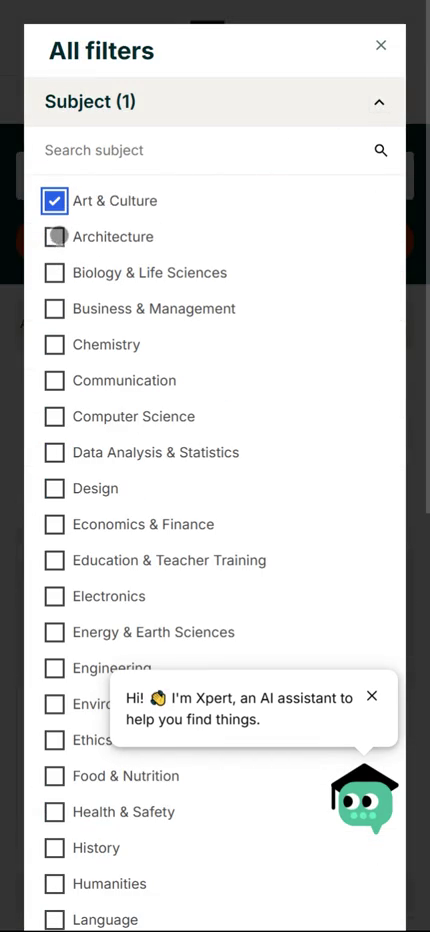 All filters
Subject (1)
Search subject
Art & Culture
Architecture
Biology & Life Sciences
Business & Management
Chemistry
Communication
Computer Science
Data Analysis & Statistics
Design
Economics & Finance
Education & Teacher Training
Electronics
Energy & Earth Sciences
Engineering
Hi! 👏 I'm Xpert, an AI assistant to
help you find things.
Enviro
Ethics
Food & Nutrition
Health & Safety
History
Humanities
Language